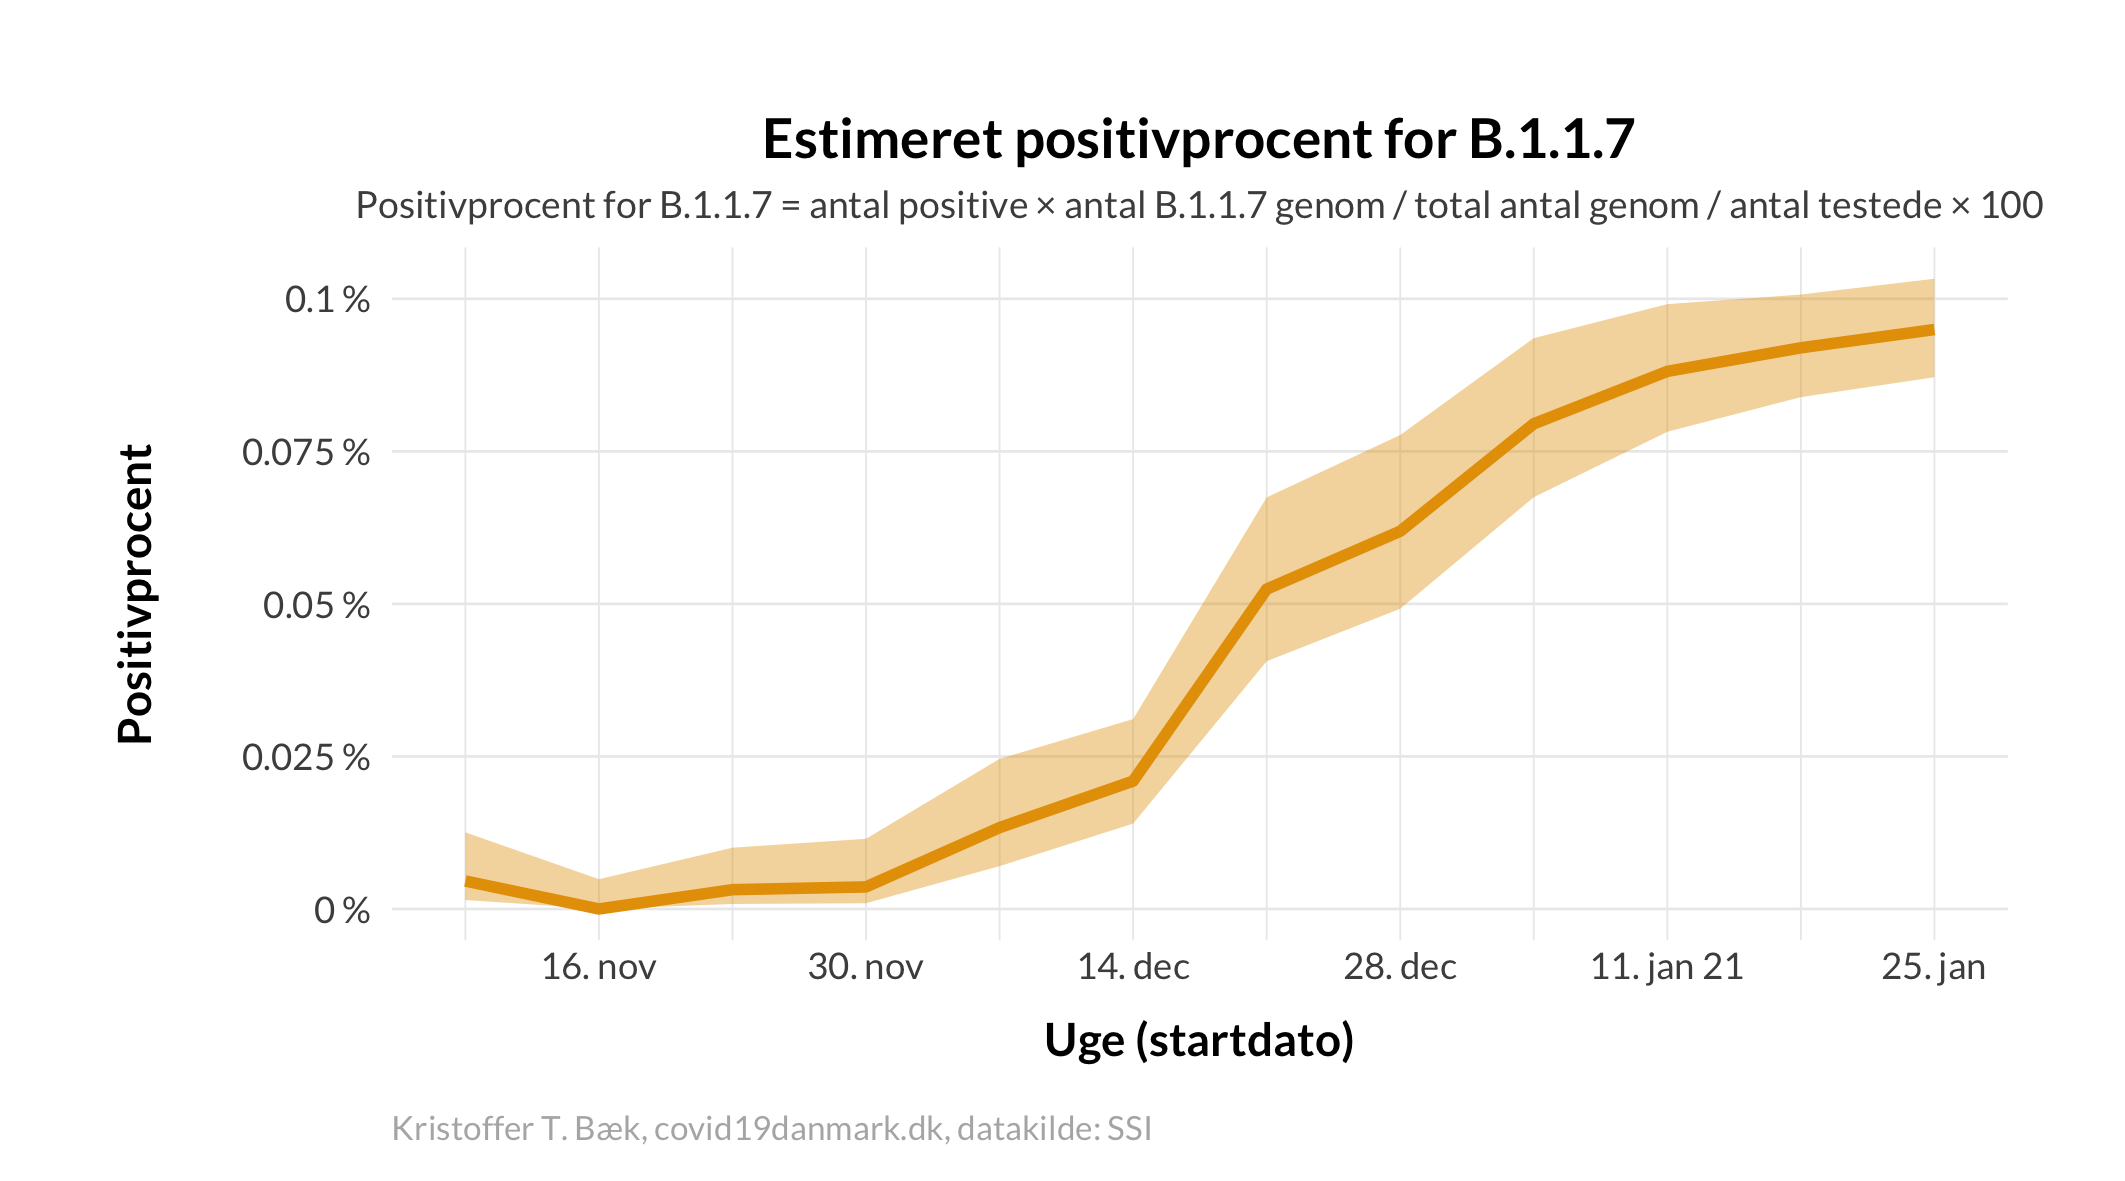 Estimeret positivprocent for B.1.1.7
Positivprocent for B.1.1.7 = antal positive × antal B.1.1.7 genom / total antal genom / antal testede × 100
Positivprocent
0.1 %
0.075 %
0.05 %
0.025 %
0 %
16. nov
30. nov
14. dec
28. dec
11. jan 21
25. jan
Uge (startdato)
Kristoffer T. Bæk, covid19danmark.dk, datakilde: SSI